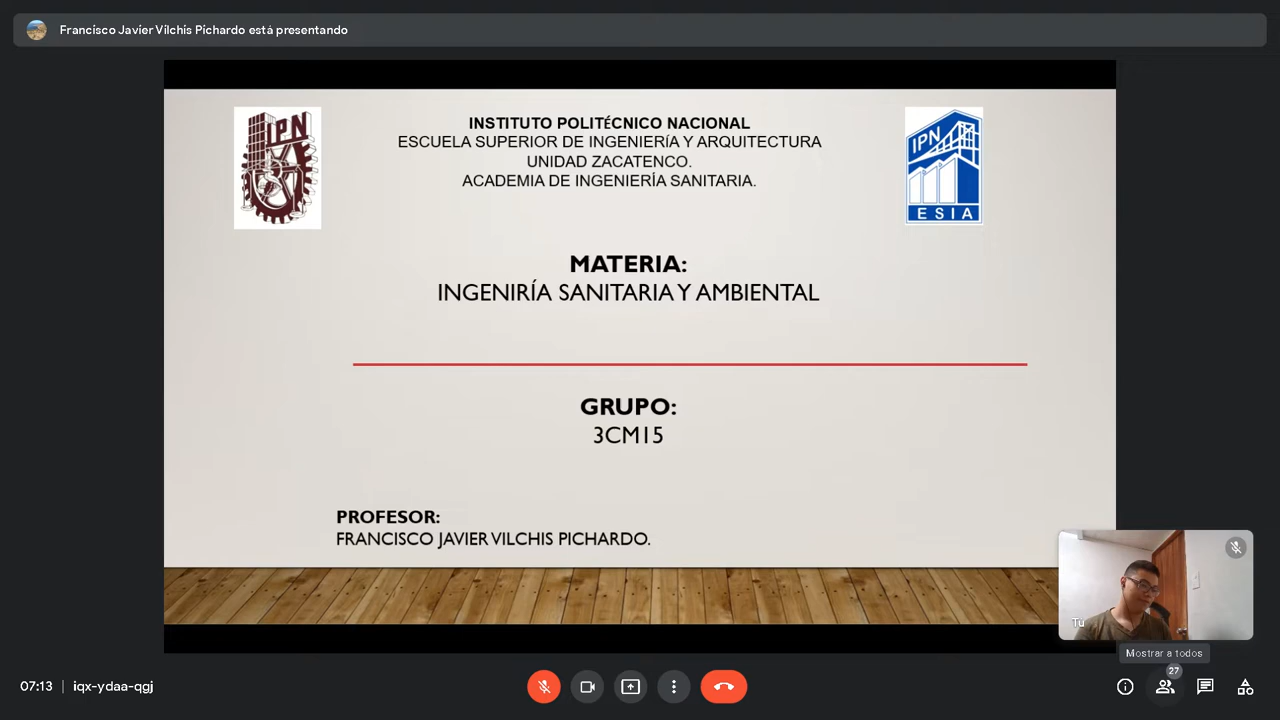 Francisco Javier Vilchis Pichardo está presentando
IPN
INSTITUTO POLITéCNICO NACIONAL
ESCUELA SUPERIOR DE INGENIERíA Y ARQUITECTURA
UNIDAD ZACATENCO.
ACADEMIA DE INGENIERÍA SANITARIA.
IPN
ESIA
MATERIA:
INGENIRÍA SANITARIA Y AMBIENTAL
GRUPO:
3CM15
PROFESOR:
FRANCISCO JAVIER VILCHIS PICHARDO.
Tú
Mostrar a todos
27
07:13 | iqx-ydaa-qgj